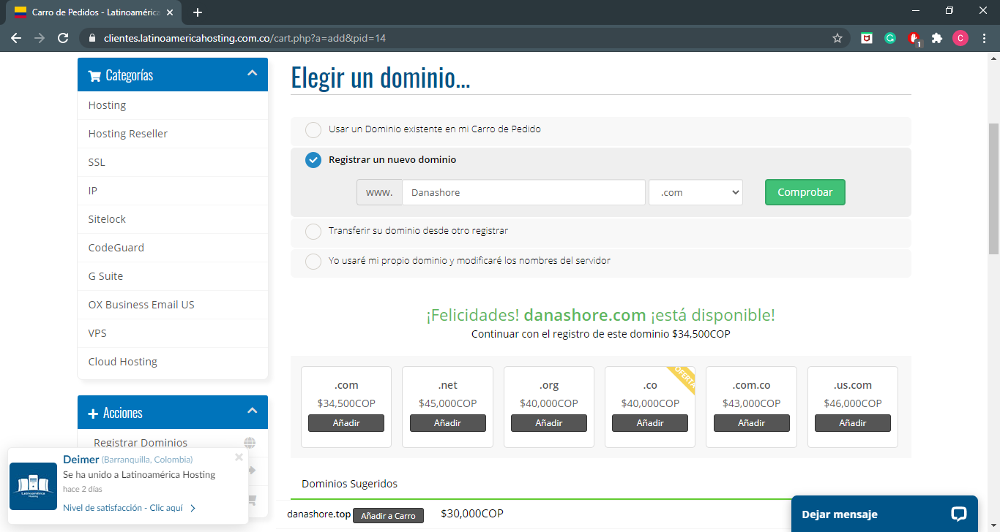 Carro de Pedidos - Latinoamérica
clientes.latinoamericahosting.com.co/cart.php?a=add&pid=14
1
C
Categorías
Hosting
Hosting Reseller
SSL
IP
Sitelock
CodeGuard
G Suite
OX Business Email US
VPS
Cloud Hosting
Acciones
Registrar Dominios
Deimer (Barranquilla, Colombia)
Se ha unido a Latinoamérica Hosting
hace 2 días
Nivel de satisfacción - Clic aquí
Latinoamérica
Hosting
Elegir un dominio...
Usar un Dominio existente en mi Carro de Pedido
Registrar un nuevo dominio
www. Danashore .com Comprobar
Transferir su dominio desde otro registrar
Yo usaré mi propio dominio y modificaré los nombres del servidor
¡Felicidades! danashore.com ¡está disponible!
Continuar con el registro de este dominio $34,500COP
.com .net .org .co .com.co .us.com
OFERTA
$34,500COP $45,000COP $40,000COP $40,000COP $43,000COP $46,000COP
Añadir Añadir Añadir Añadir Añadir Añadir
Dominios Sugeridos
danashore.top Añadir a Carro $30,000COP
Dejar mensaje